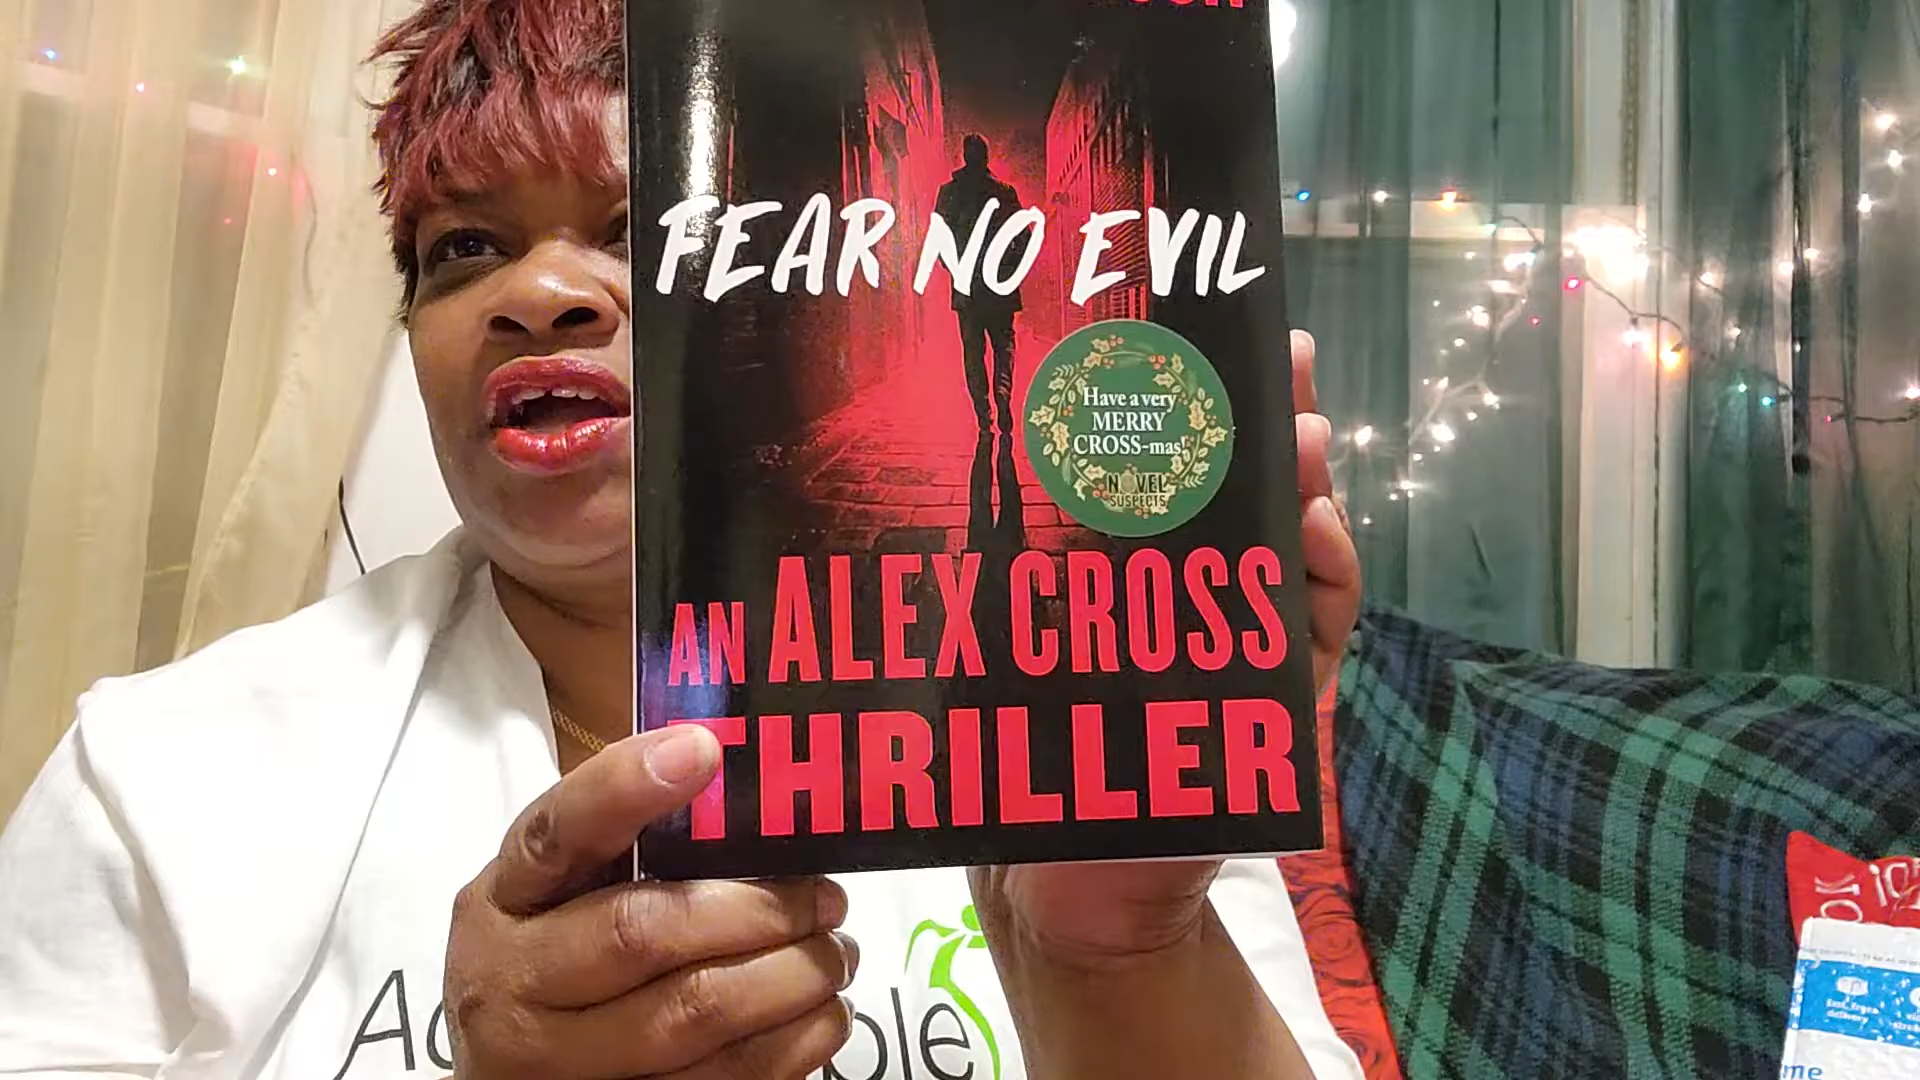 FEAR NO EVIL
Have a very
MERRY
CROSS-mas!
NOVEL
SUSPECTS
AN ALEX CROSS
THRILLER